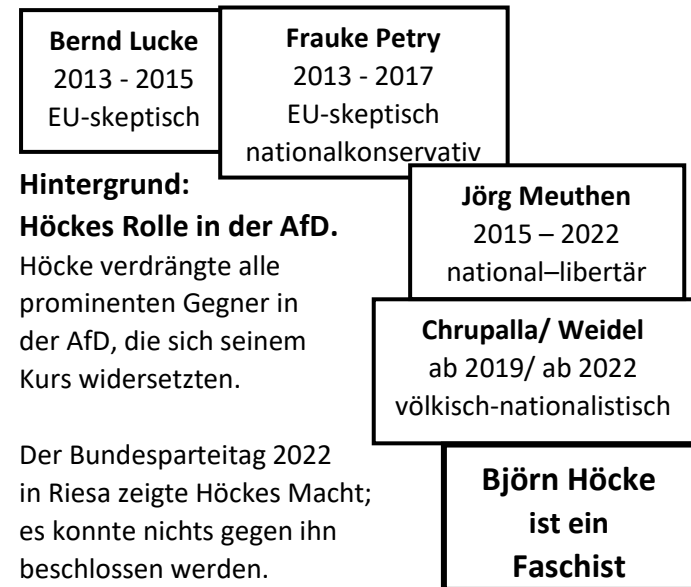 Bernd Lucke
2013 - 2015
EU-skeptisch
Frauke Petry
2013 - 2017
EU-skeptisch
nationalkonservativ
Jörg Meuthen
2015 – 2022
national–libertär
Chrupalla/ Weidel
ab 2019/ ab 2022
völkisch-nationalistisch
Björn Höcke
ist ein
Faschist
Hintergrund:
Höckes Rolle in der AfD.
Höcke verdrängte alle
prominenten Gegner in
der AfD, die sich seinem
Kurs widersetzten.
Der Bundesparteitag 2022
in Riesa zeigte Höckes Macht;
es konnte nichts gegen ihn
beschlossen werden.